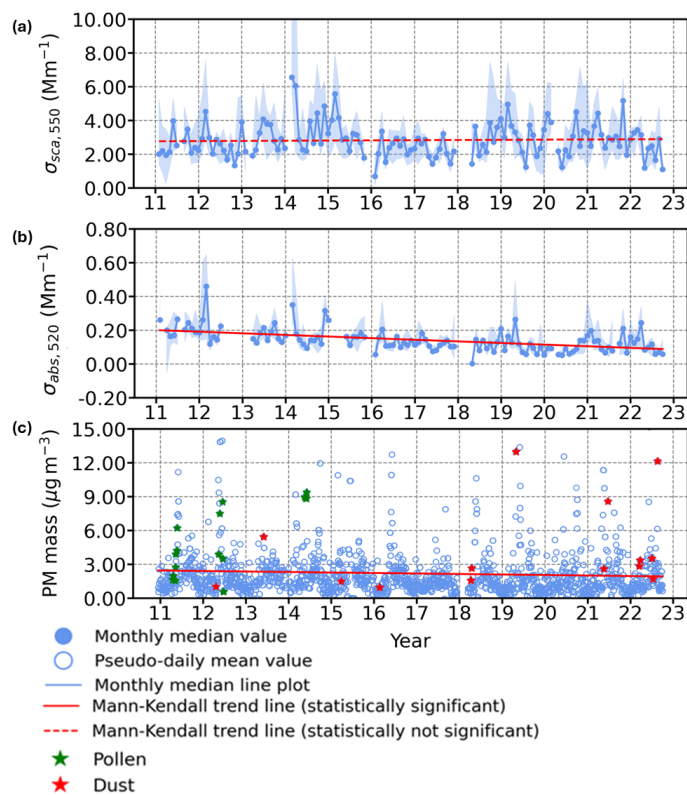 (a)
10.00
8.00
6.00
4.00
2.00
0.00
σsca,550 (Mm⁻¹)
11 12 13 14 15 16 17 18 19 20 21 22 23
(b)
0.80
0.60
0.40
0.20
0.00
-0.20
σabs,520 (Mm⁻¹)
11 12 13 14 15 16 17 18 19 20 21 22 23
(c)
15.00
12.00
9.00
6.00
3.00
0.00
PM mass (μg m⁻³)
11 12 13 14 15 16 17 18 19 20 21 22 23
Year
Monthly median value
Pseudo-daily mean value
Monthly median line plot
Mann-Kendall trend line (statistically significant)
Mann-Kendall trend line (statistically not significant)
Pollen
Dust